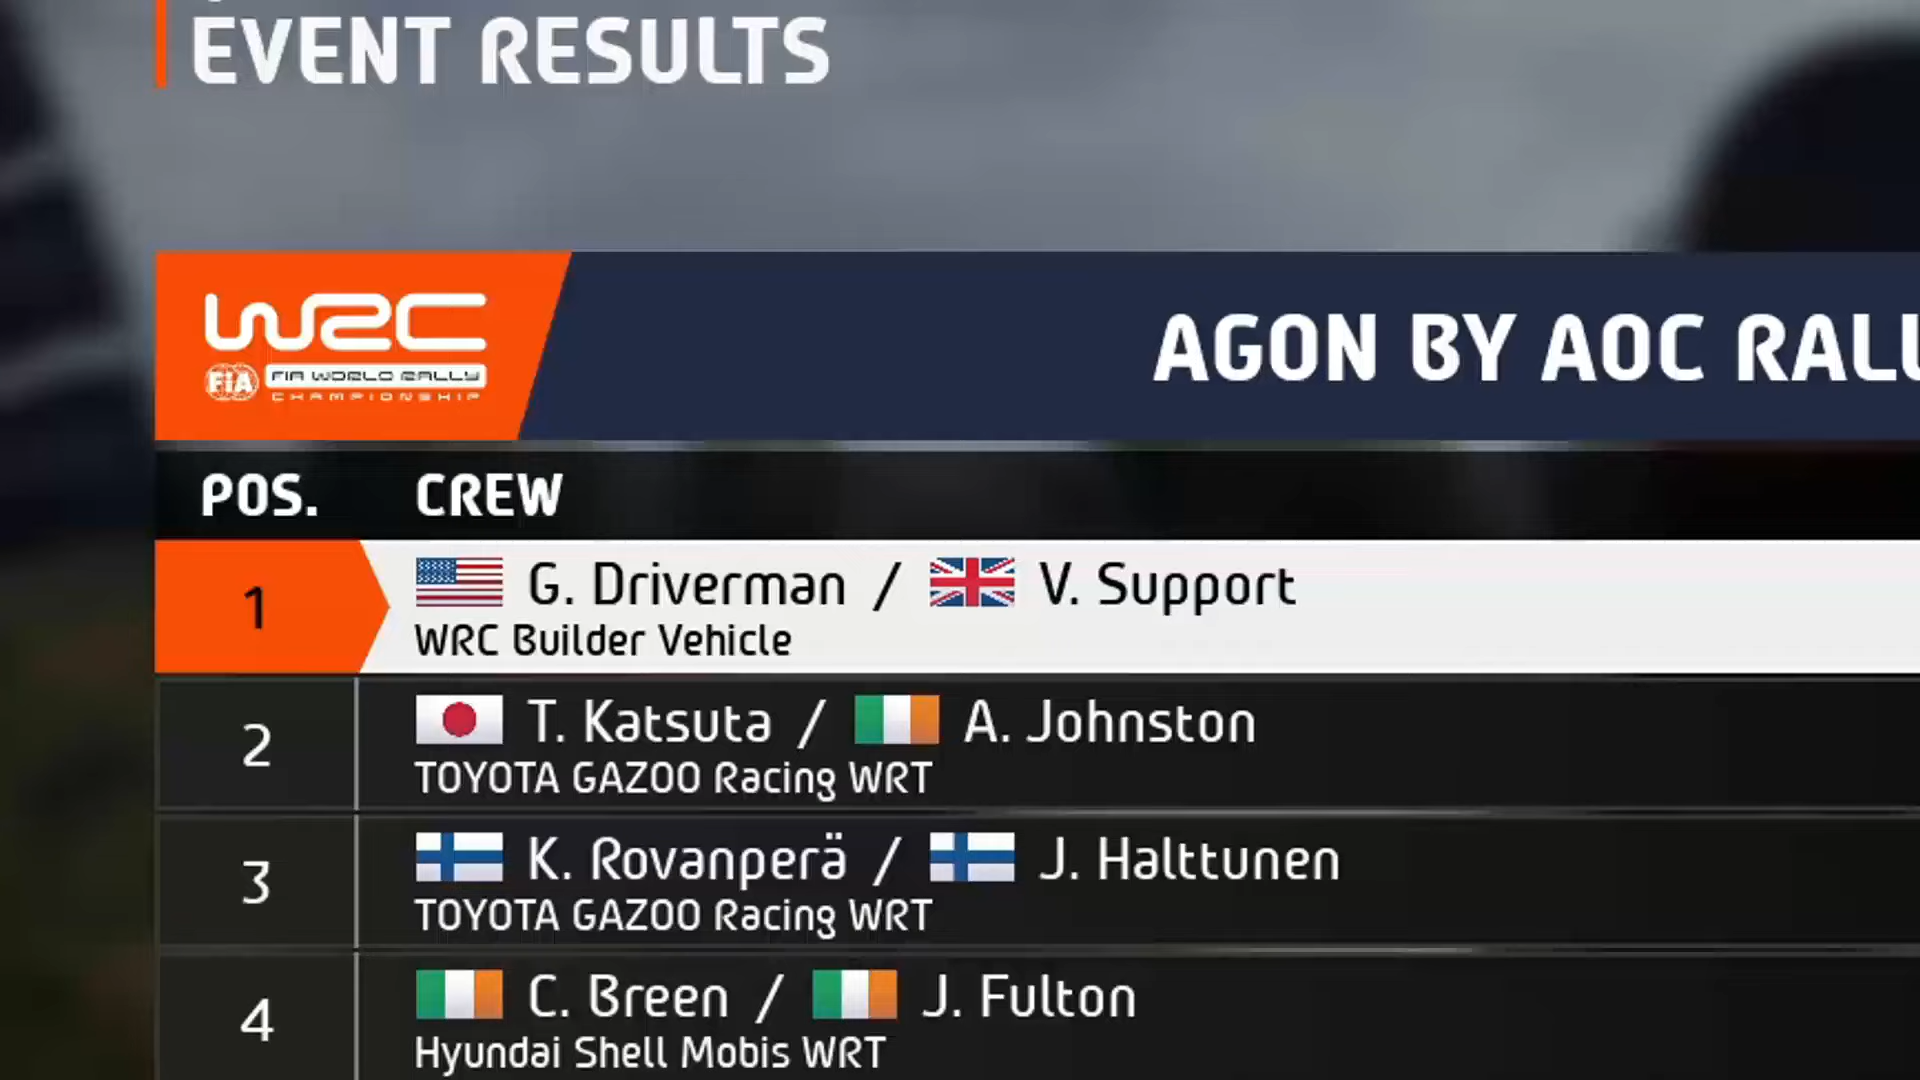 EVENT RESULTS
WRC
FIA
FIA WORLD RALLY
CHAMPIONSHIP
AGON BY AOC
POS. CREW
1 G. Driverman / V. Support
WRC Builder Vehicle
2 T. Katsuta / A. Johnston
TOYOTA GAZOO Racing WRT
3 K. Rovanperä / J. Halttunen
TOYOTA GAZOO Racing WRT
4 C. Breen / J. Fulton
Hyundai Shell Mobis WRT